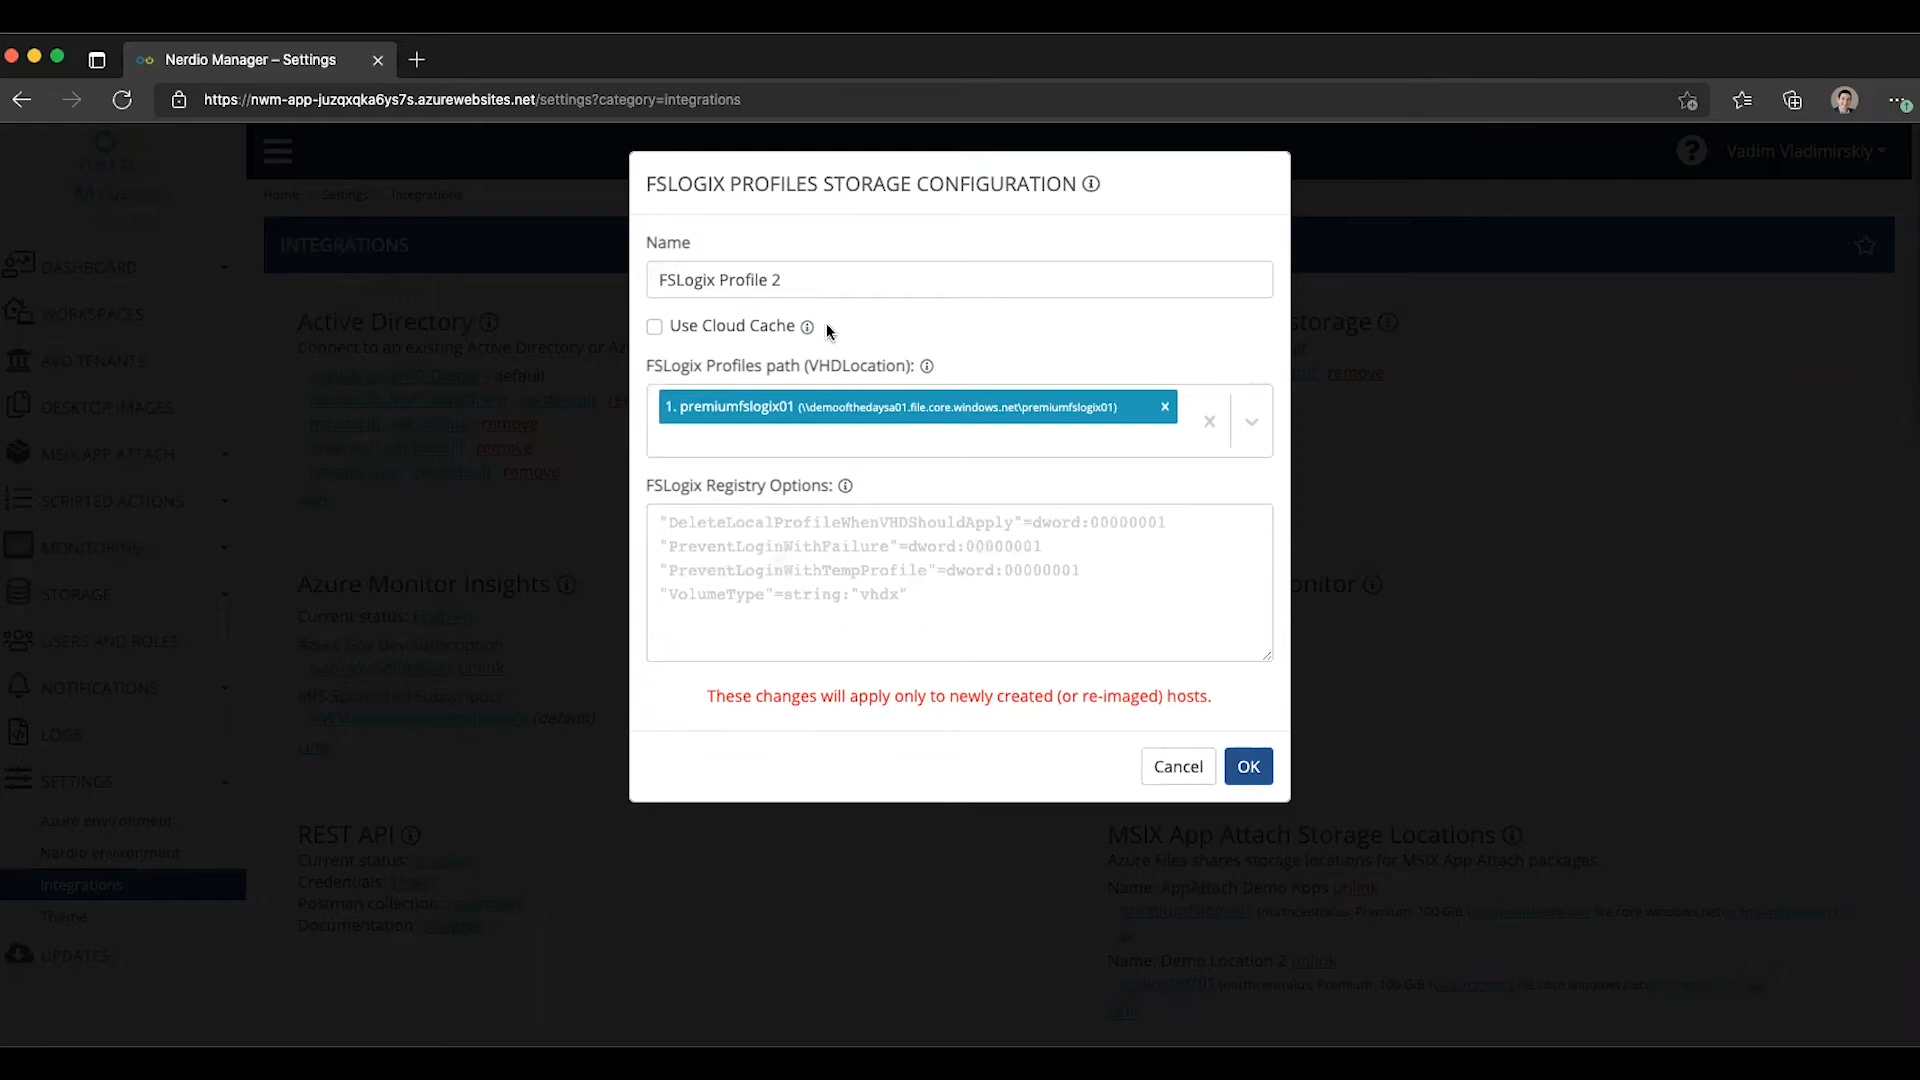 Nerdio Manager – Settings
https://nwm-app-juzqxqka6ys7s.azurewebsites.net/settings?category=integrations
Vadim Vladimirskiy
Home Settings Integrations
INTEGRATIONS
DASHBOARD
WORKSPACES
AVD TENANTS
DESKTOP IMAGES
MSIX APP ATTACH
SCRIPTED ACTIONS
MONITORING
STORAGE
USERS AND ROLES
NOTIFICATIONS
LOGS
SETTINGS
Azure environment
Nerdio environment
Integrations
Theme
UPDATES
Active Directory
Connect to an existing Active Directory or
- default
remove
remove
remove
storage
remove
Azure Monitor Insights
Current status:
unlink
(default)
REST API
Current status:
Credentials:
Postman collection
Documentation:
MSIX App Attach Storage Locations
Azure Files shares storage locations for MSIX App Attach packages.
Name: AppAttach Demo Apps unlink
(northcentralus, Premium, 100 GiB
Name: Demo Location 2 unlink
(northcentralus, Premium, 100 GiB
FSLOGIX PROFILES STORAGE CONFIGURATION
Name
FSLogix Profile 2
Use Cloud Cache
FSLogix Profiles path (VHDLocation):
1. premiumfslogix01 (\\demoofthedaysa01.file.core.windows.net\premiumfslogix01)
FSLogix Registry Options:
"DeleteLocalProfileWhenVHDShouldApply"=dword:00000001
"PreventLoginWithFailure"=dword:00000001
"PreventLoginWithTempProfile"=dword:00000001
"VolumeType"=string:"vhdx"
These changes will apply only to newly created (or re-imaged) hosts.
Cancel
OK